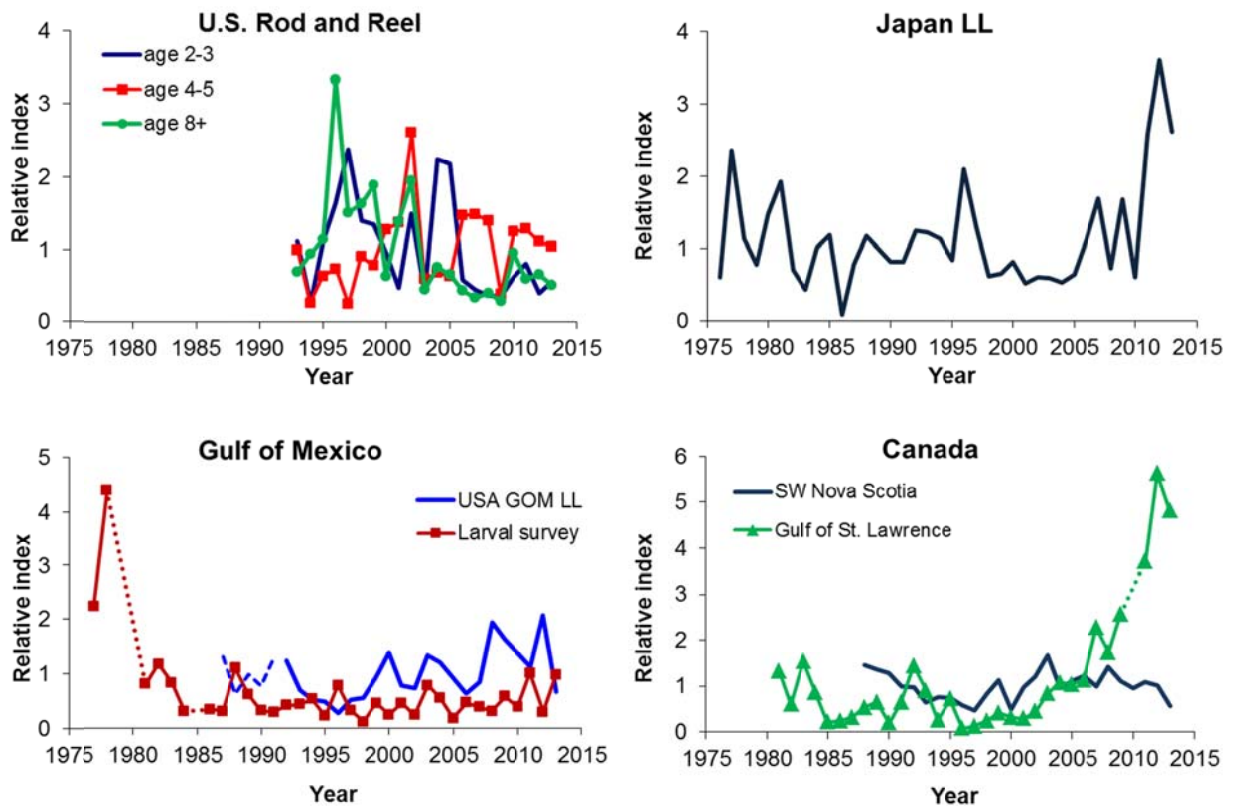 U.S. Rod and Reel
4
3
2
1
0
Relative index
age 2-3
age 4-5
age 8+
1975 1980 1985 1990 1995 2000 2005 2010 2015
Year
Japan LL
4
3
2
1
0
Relative index
1975 1980 1985 1990 1995 2000 2005 2010 2015
Year
Gulf of Mexico
5
4
3
2
1
0
Relative index
USA GOM LL
Larval survey
1975 1980 1985 1990 1995 2000 2005 2010 2015
Year
Canada
6
5
4
3
2
1
0
Relative index
SW Nova Scotia
Gulf of St. Lawrence
1975 1980 1985 1990 1995 2000 2005 2010 2015
Year